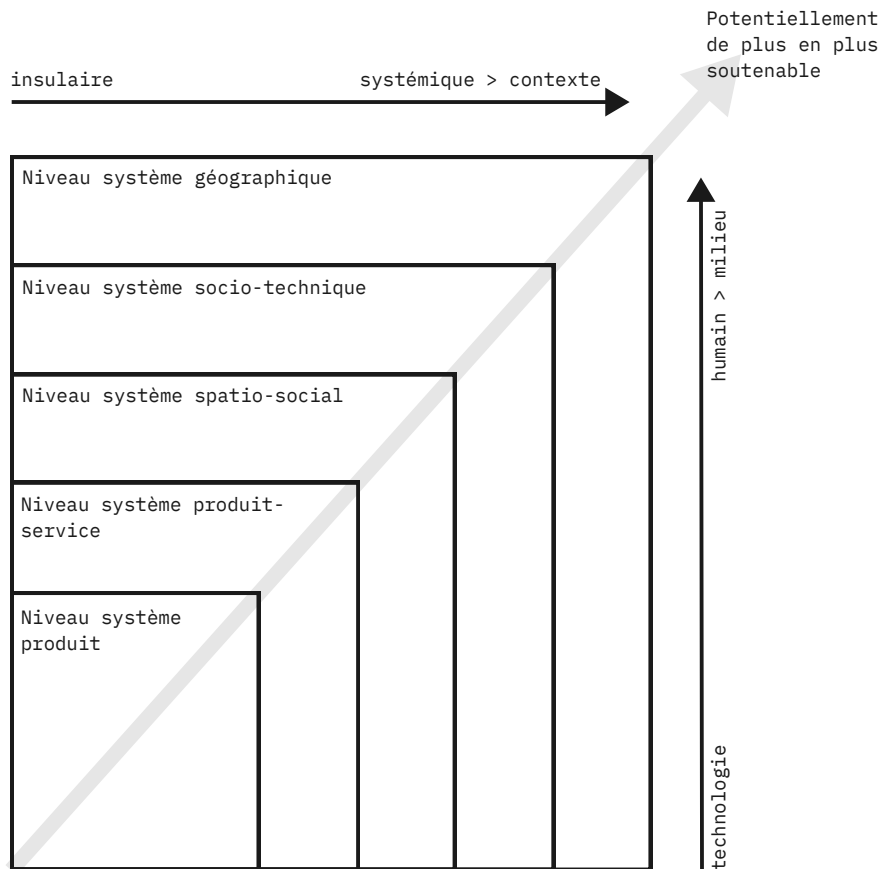 Potentiellement
de plus en plus
soutenable
insulaire
systémique > contexte
Niveau système géographique
Niveau système socio-technique
Niveau système spatio-social
Niveau système produit-
service
Niveau système
produit
humain > milieu
technologie